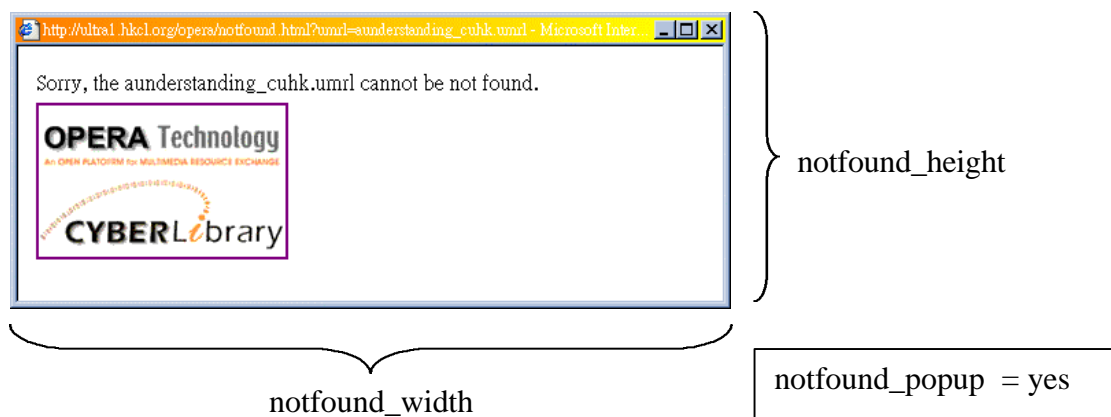 http://ultra1.hkcl.org/opera/notfound.html?umrl=aunderstanding_cuhk.umrl - Microsoft Inter...
Sorry, the aunderstanding_cuhk.umrl cannot be not found.
OPERA Technology
An OPEN PLATOIRM for MULTIMEDIA RESOURCE EXCHANGE
CYBERLibrary
notfound_height
notfound_width
notfound_popup = yes